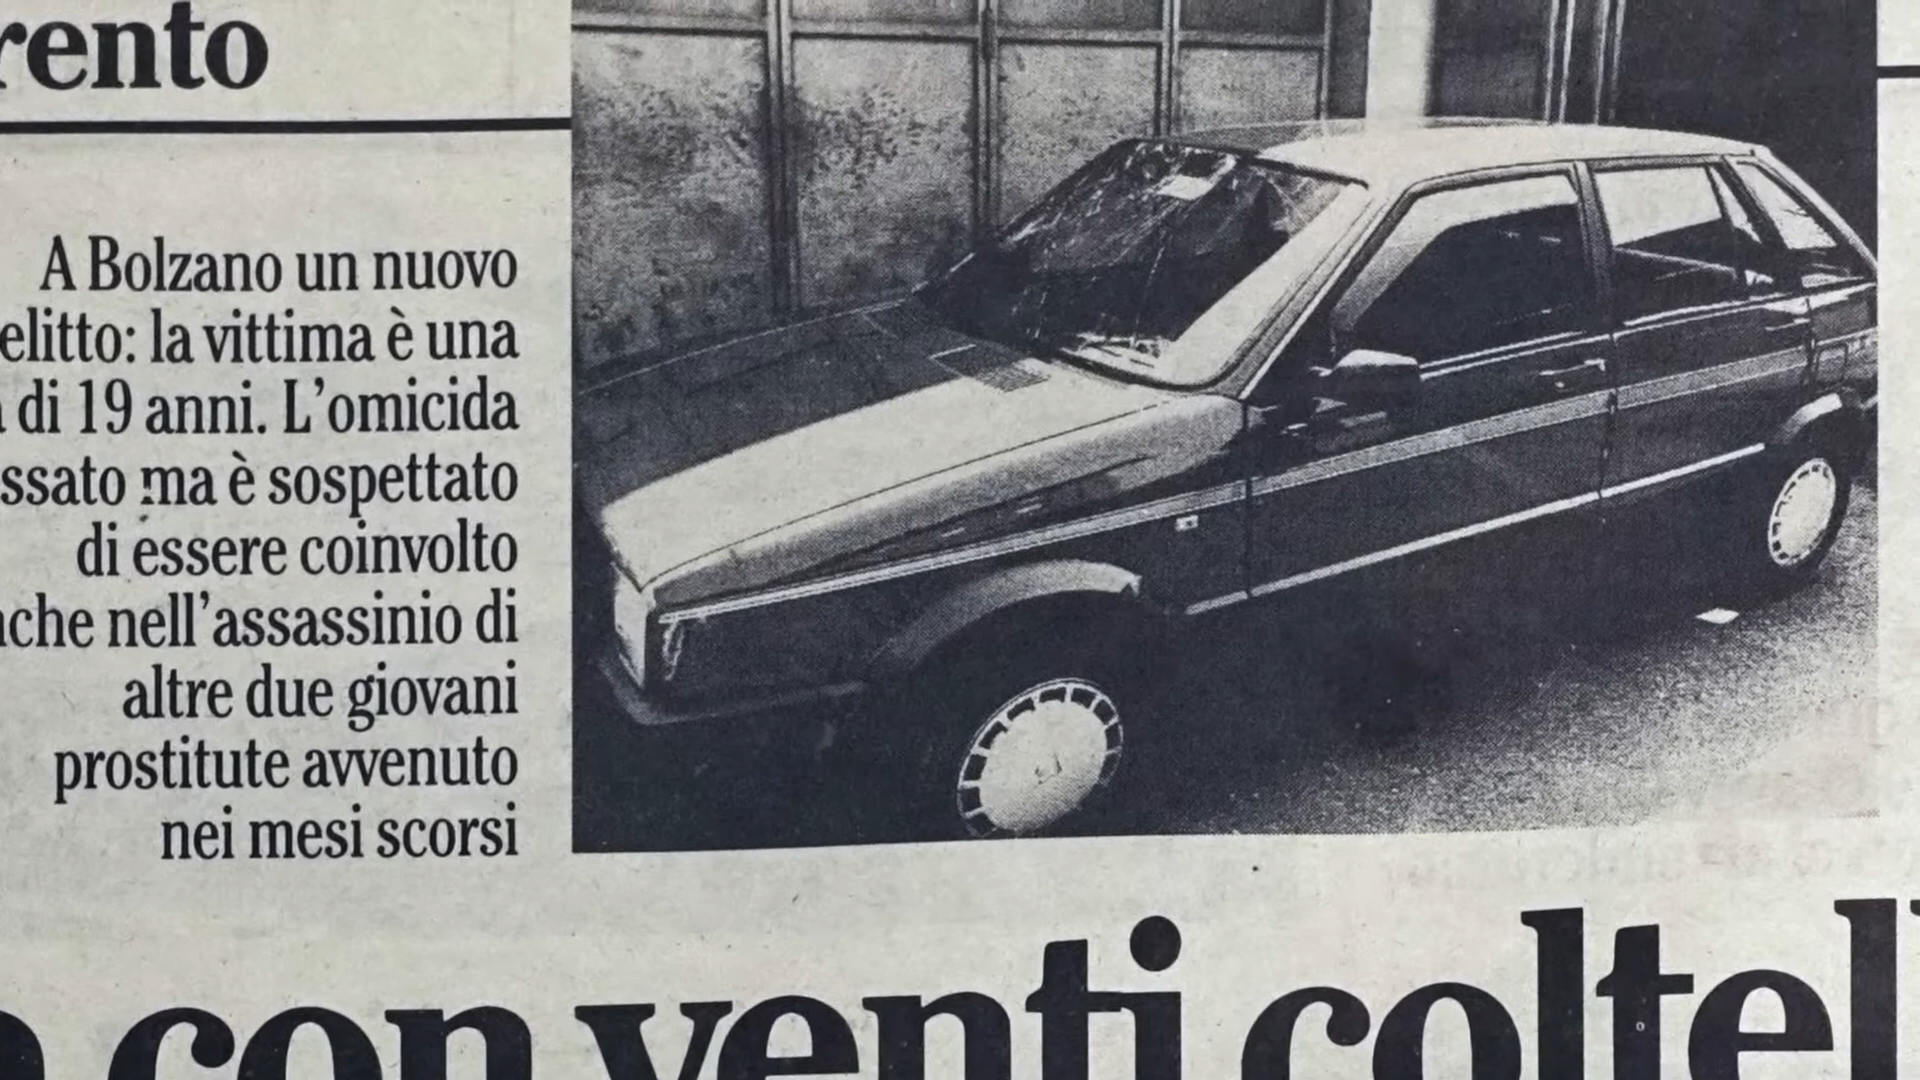 rento
A Bolzano un nuovo
elitto: la vittima è una
di 19 anni. L'omicida
ssato ma è sospettato
di essere coinvolto
che nell'assassinio di
altre due giovani
prostitute avvenuto
nei mesi scorsi
con venti coltel